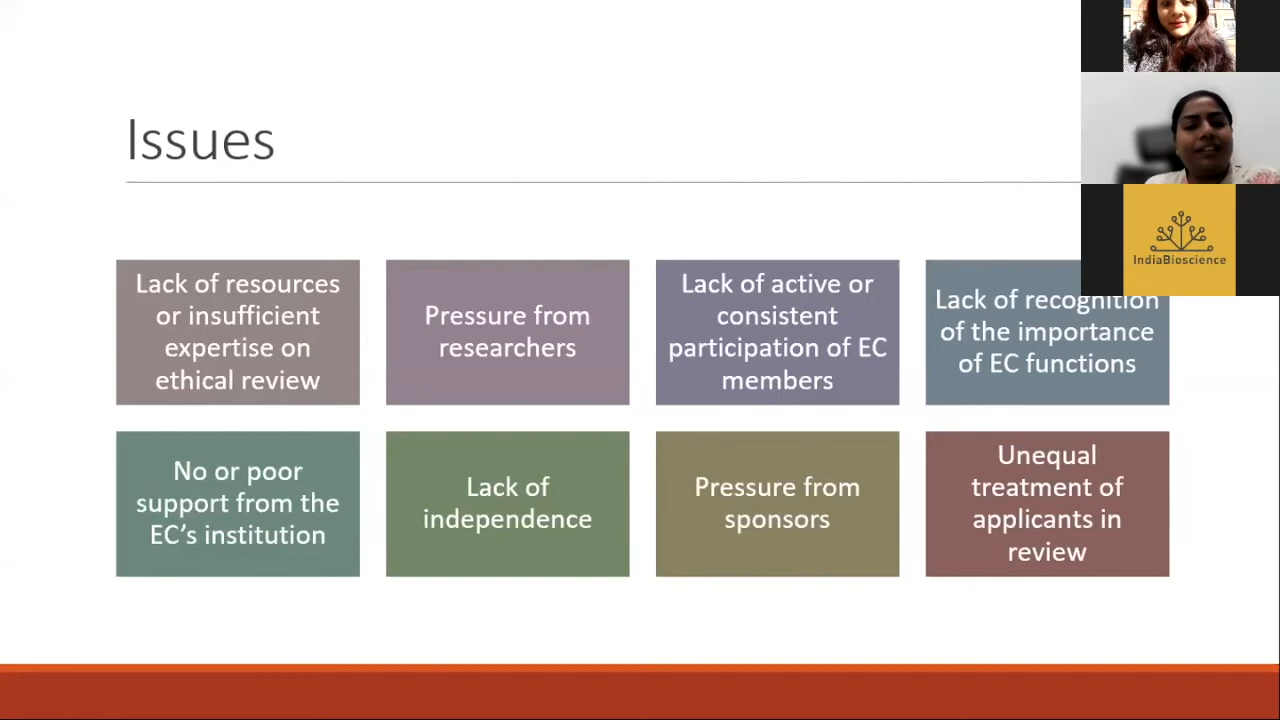 Issues
Lack of resources
or insufficient
expertise on
ethical review
Pressure from
researchers
Lack of active or
consistent
participation of EC
members
Lack of recognition
of the importance
of EC functions
No or poor
support from the
EC’s institution
Lack of
independence
Pressure from
sponsors
Unequal
treatment of
applicants in
review
IndiaBioscience